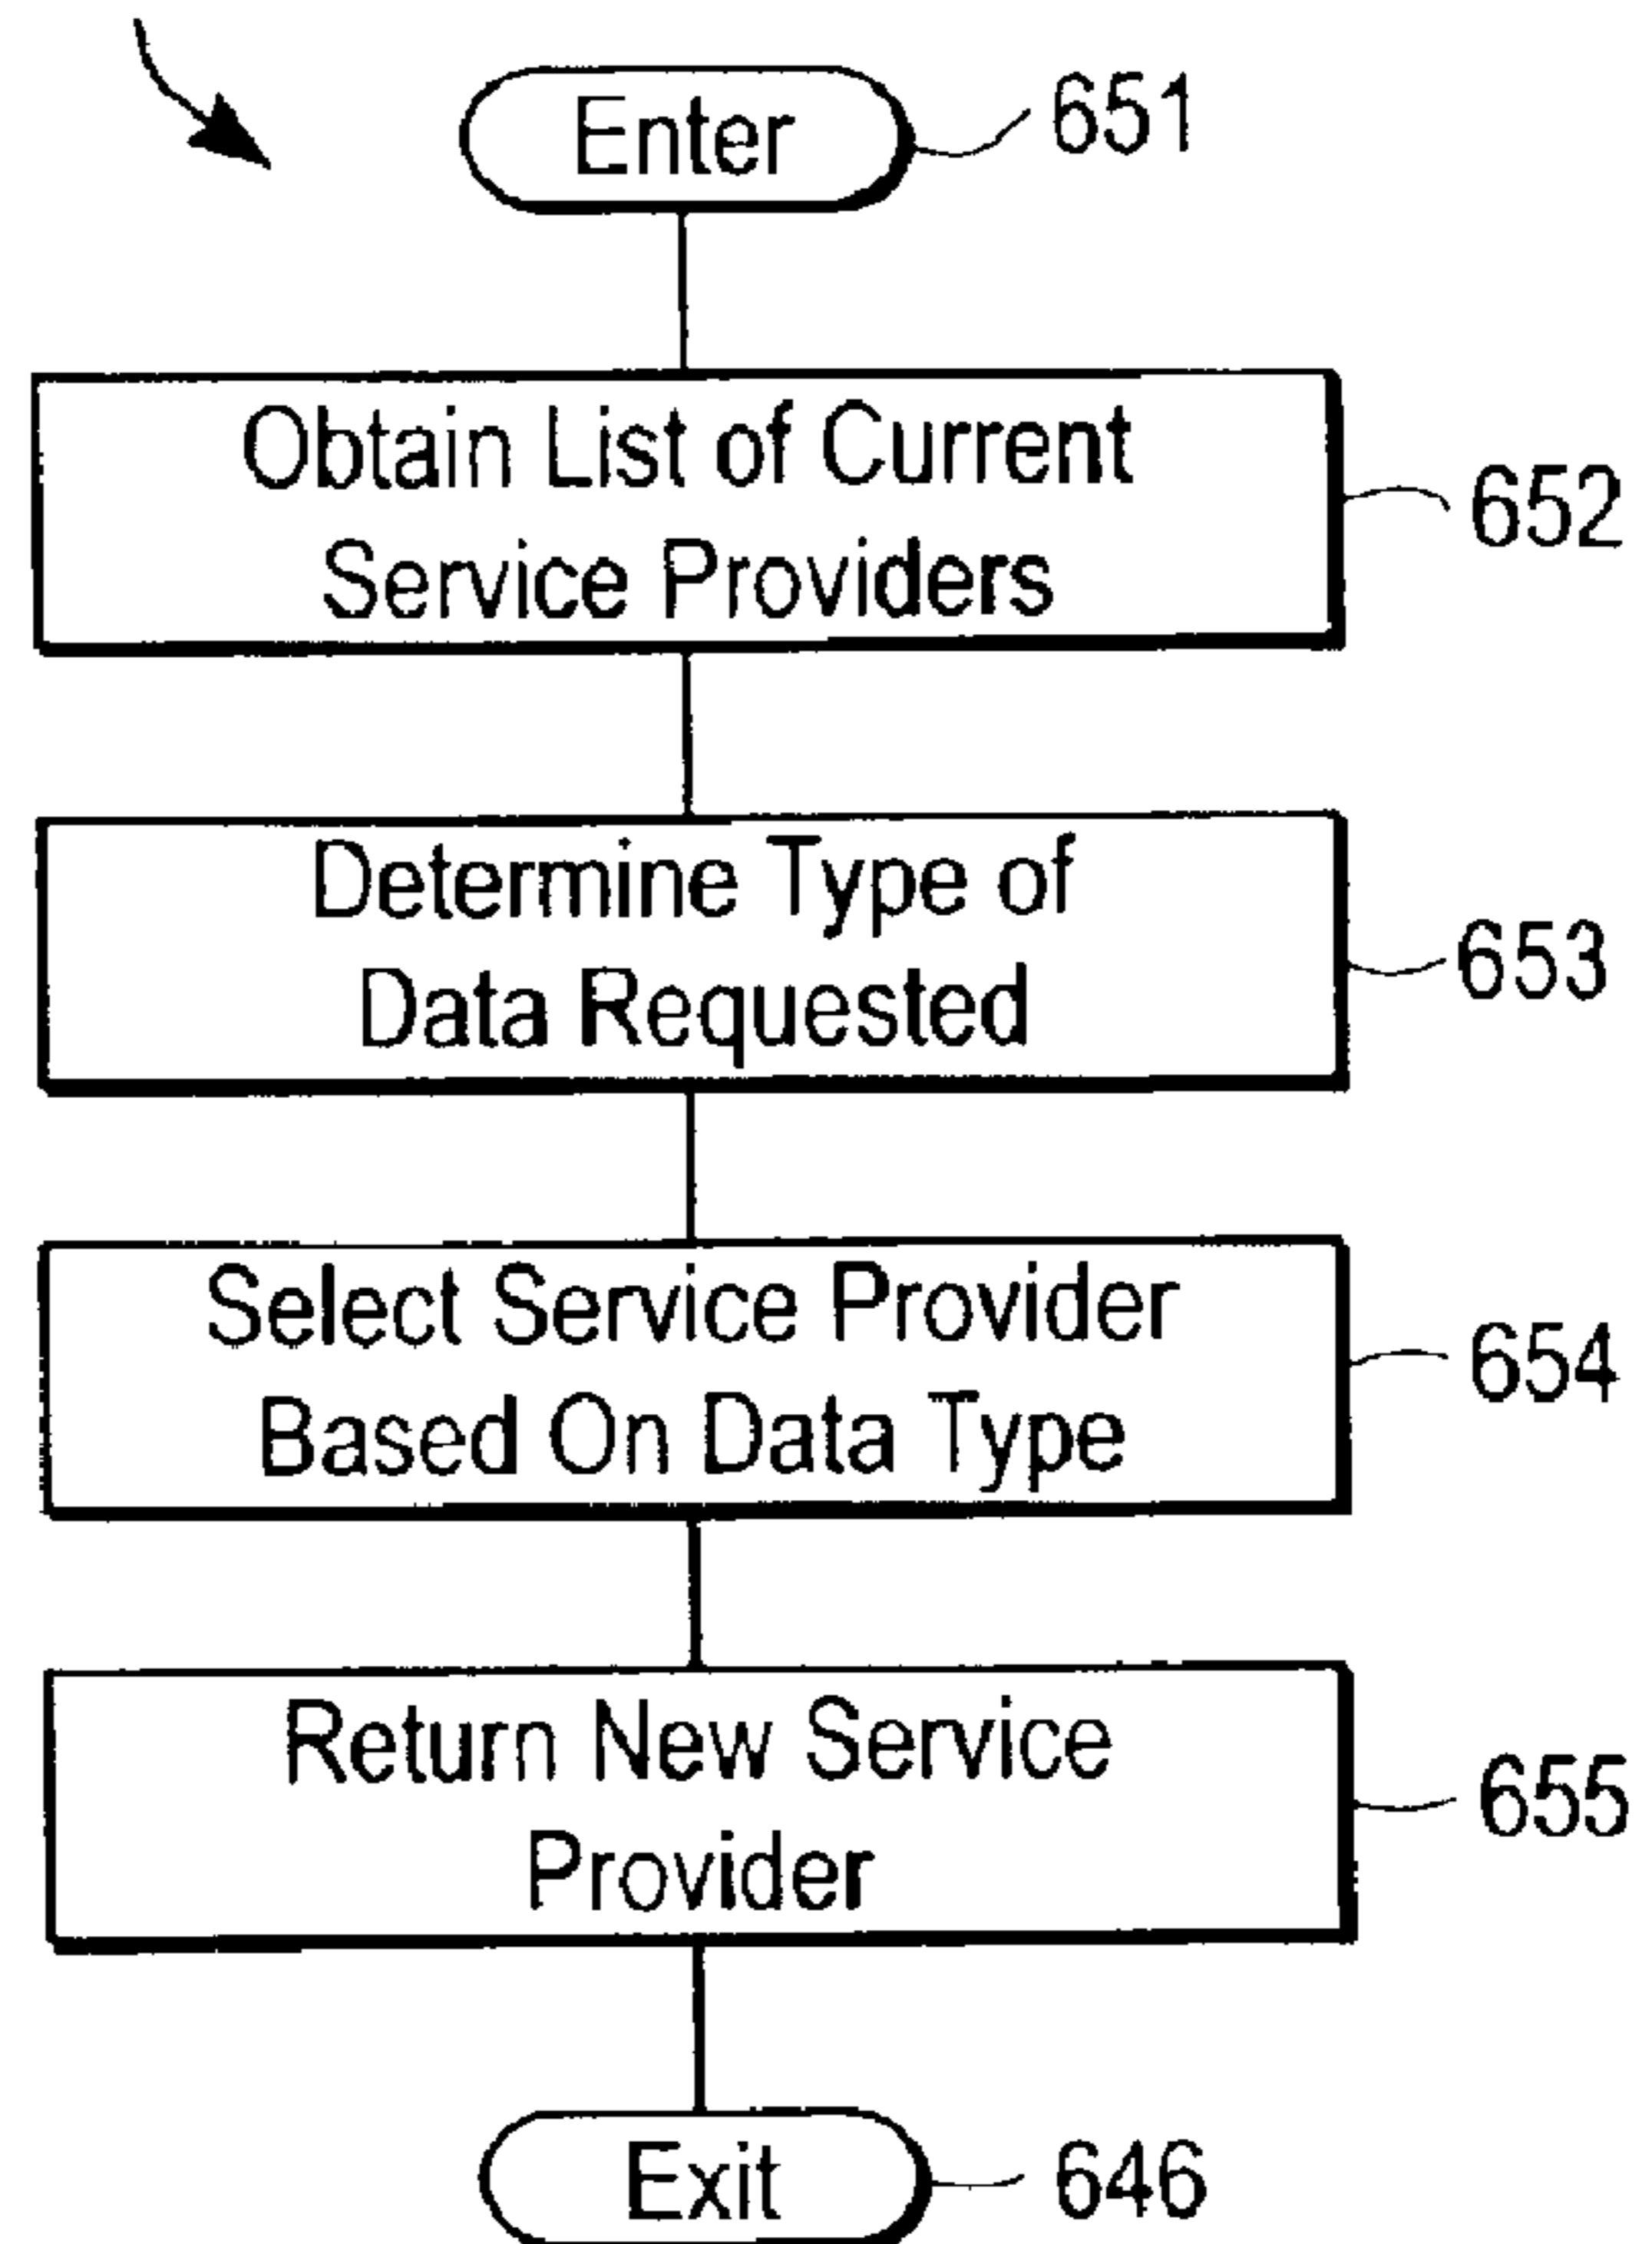 Enter
651
Obtain List of Current
Service Providers
652
Determine Type of
Data Requested
653
Select Service Provider
Based On Data Type
654
Return New Service
Provider
655
Exit
646